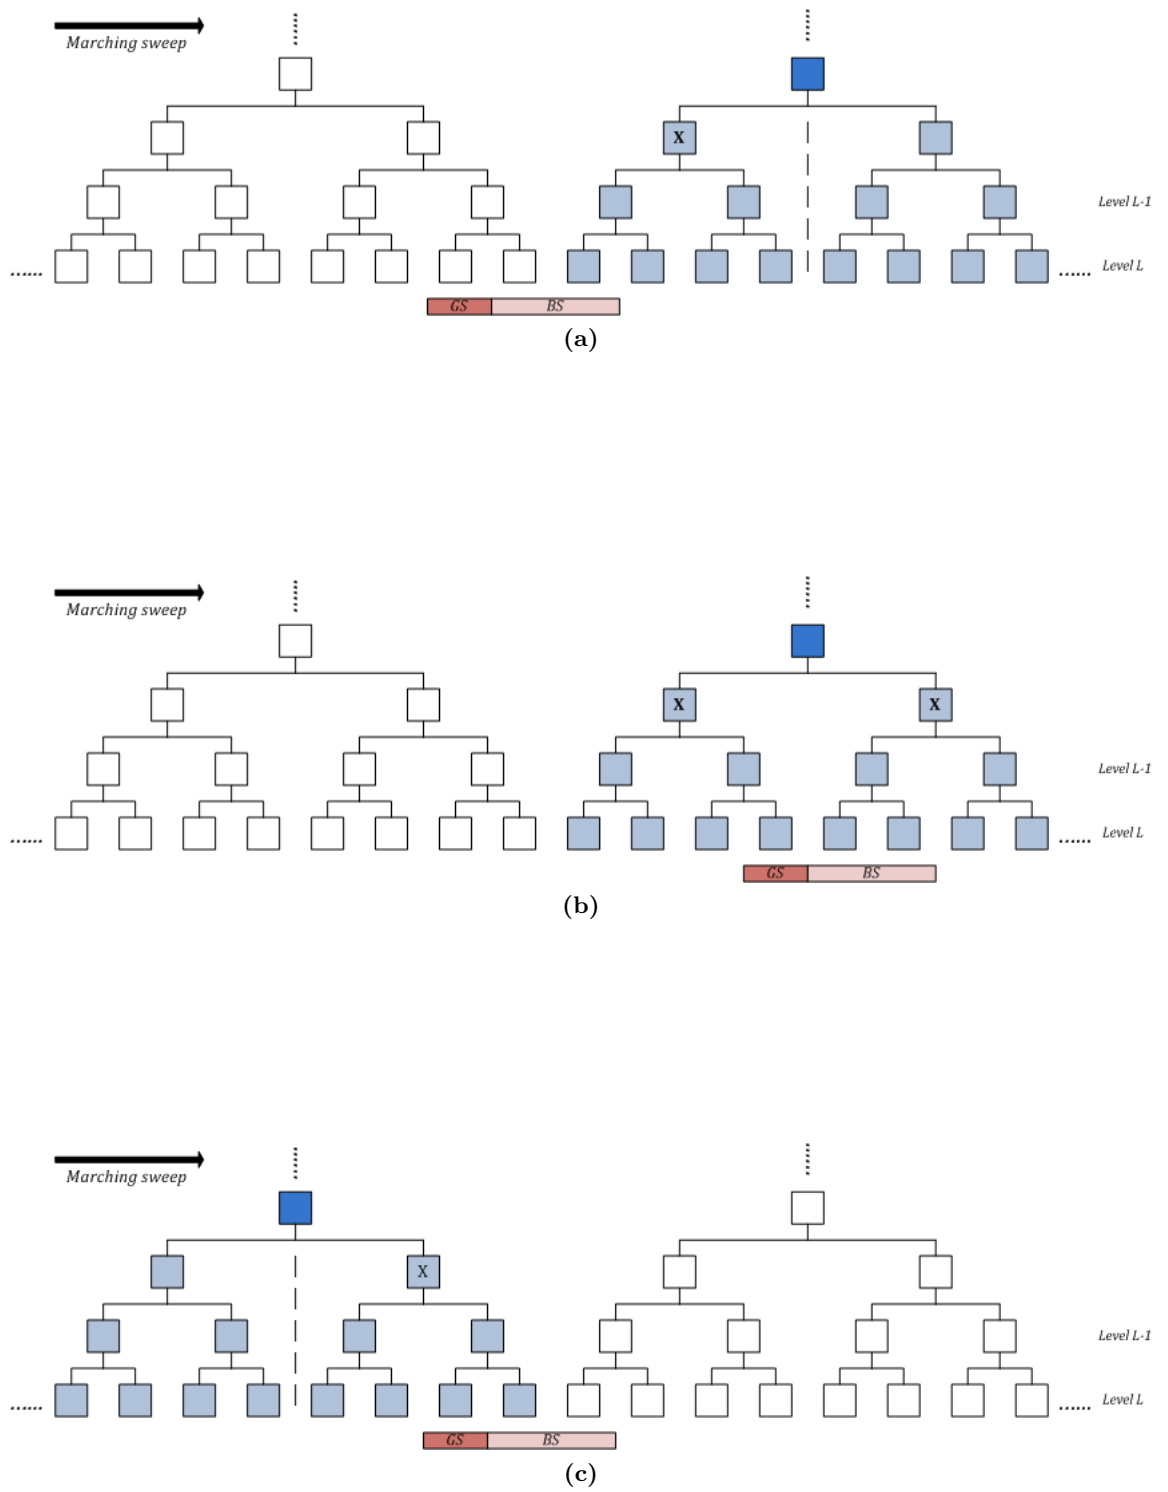 Marching sweep
X
Level L-1
...... ...... Level L
GS BS
(a)
Marching sweep
X X
Level L-1
...... ...... Level L
GS BS
(b)
Marching sweep
X
Level L-1
...... ...... Level L
GS BS
(c)